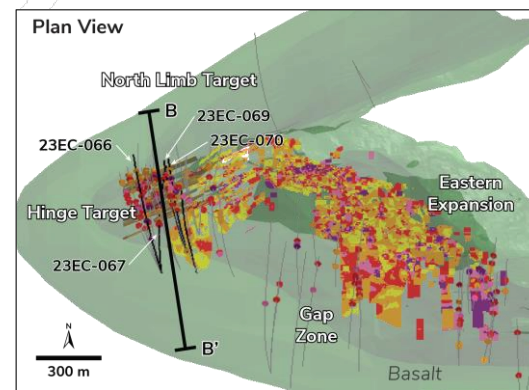 Plan View
North Limb Target
B
23EC-069
23EC-066
23EC-070
Hinge Target
Eastern
Expansion
23EC-067
Gap
Zone
N
B'
300 m
Basalt